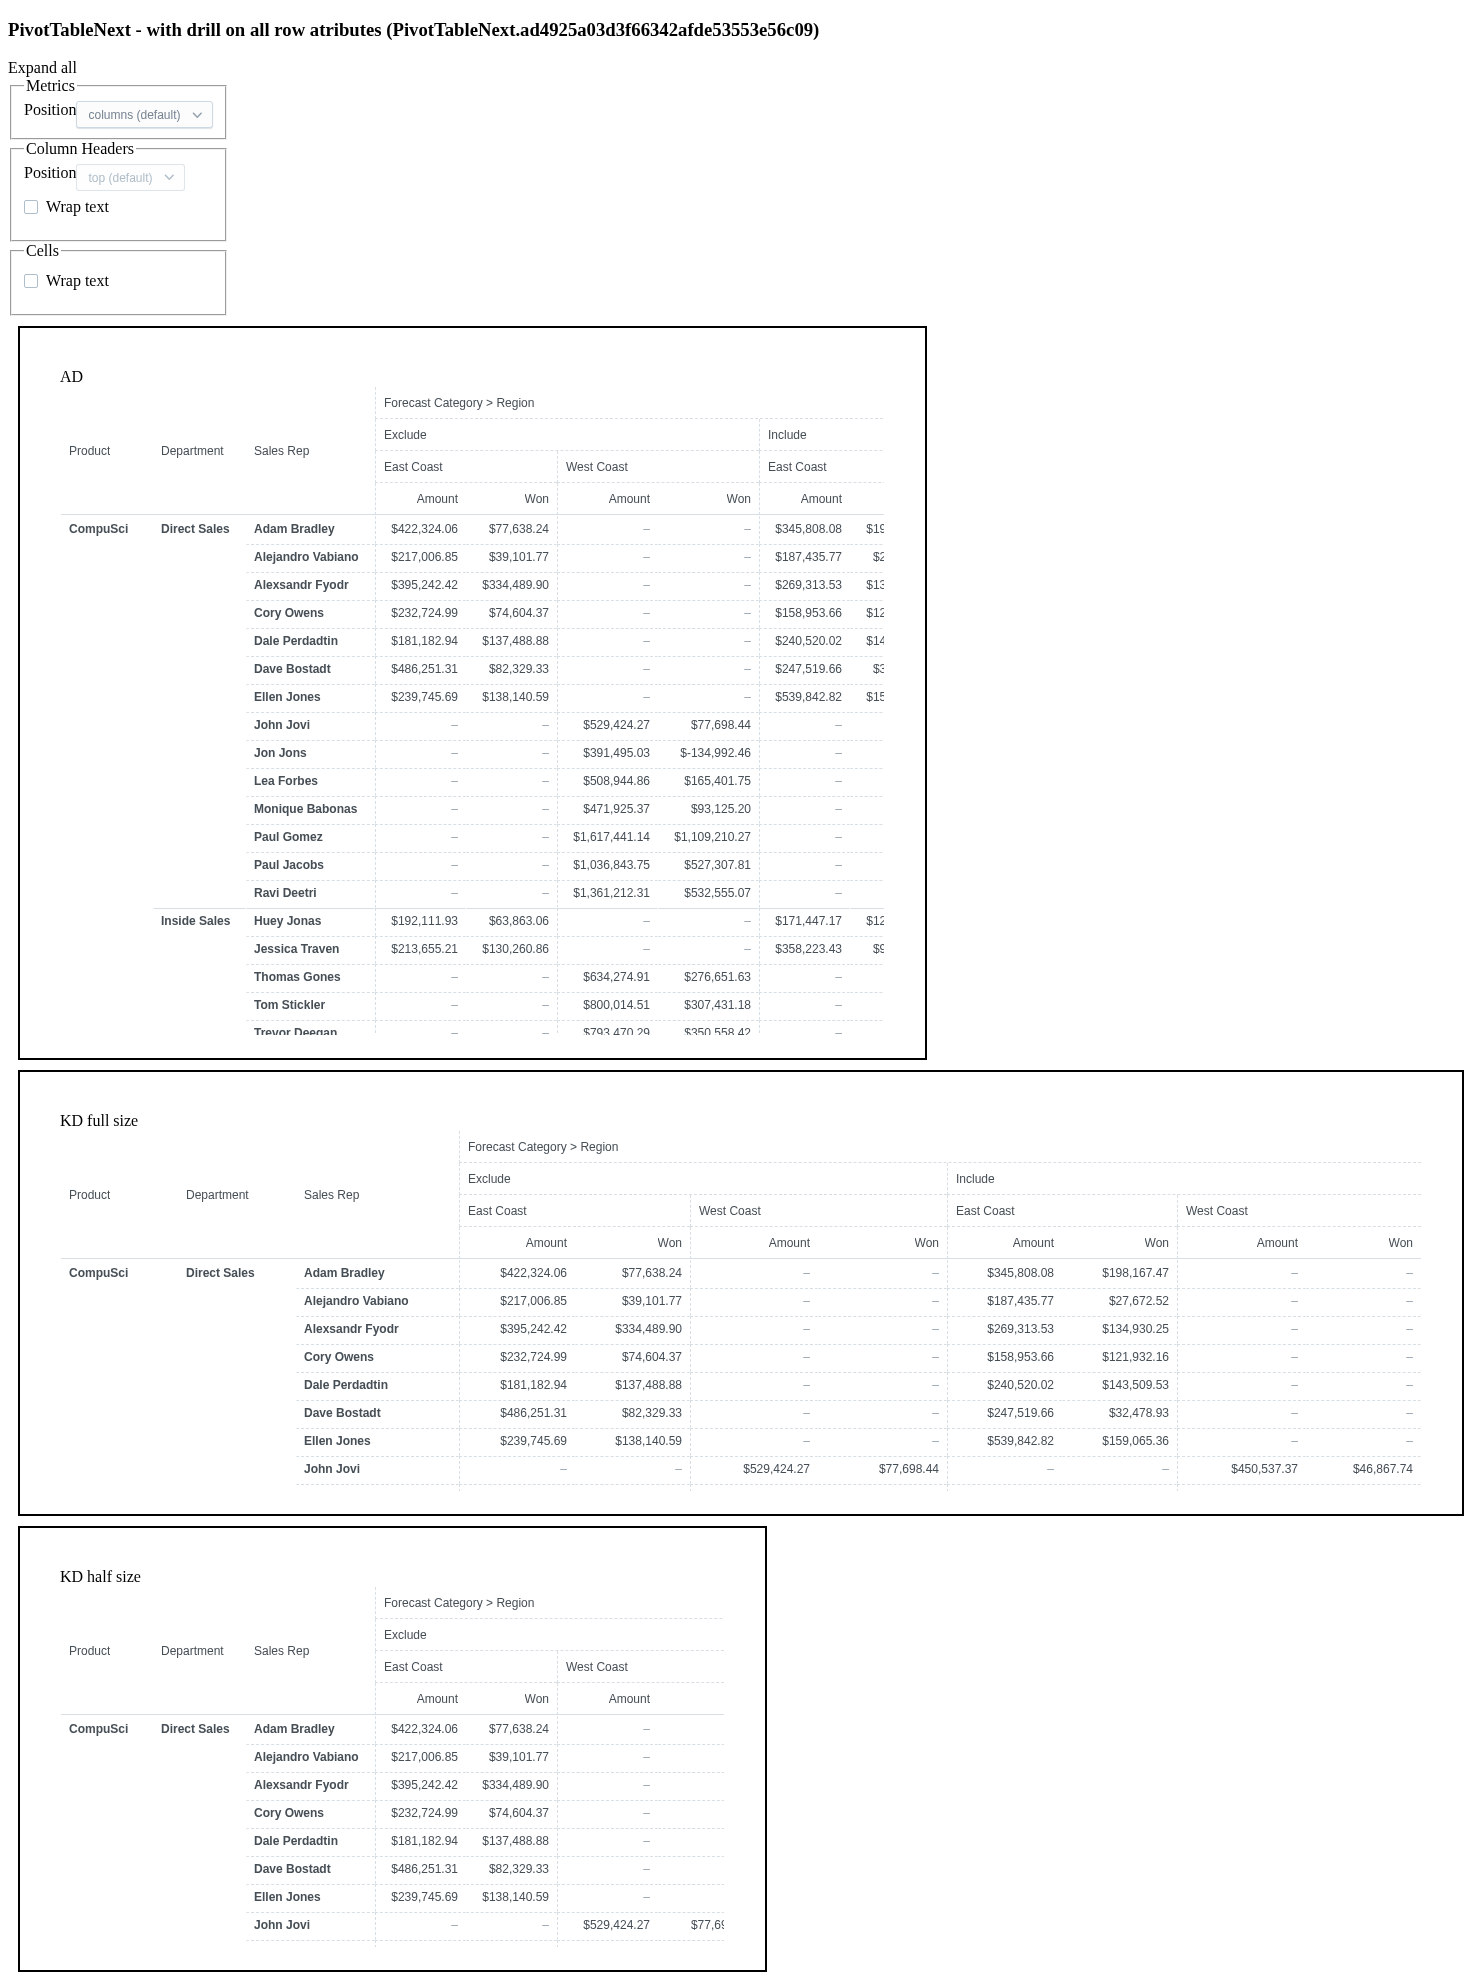 PivotTableNext - with drill on all row atributes (PivotTableNext.ad4925a03d3f66342afde53553e56c09)
Expand all
Metrics
Position columns (default)
Column Headers
Position top (default)
Wrap text
Cells
Wrap text
AD
Forecast Category > Region
Exclude Include
Product Department Sales Rep
East Coast West Coast East Coast
Amount Won Amount Won Amount
CompuSci Direct Sales Adam Bradley $422,324.06 $77,638.24 – – $345,808.08 $19
Alejandro Vabiano $217,006.85 $39,101.77 – – $187,435.77 $2
Alexsandr Fyodr $395,242.42 $334,489.90 – – $269,313.53 $13
Cory Owens $232,724.99 $74,604.37 – – $158,953.66 $12
Dale Perdadtin $181,182.94 $137,488.88 – – $240,520.02 $14
Dave Bostadt $486,251.31 $82,329.33 – – $247,519.66 $3
Ellen Jones $239,745.69 $138,140.59 – – $539,842.82 $15
John Jovi – – $529,424.27 $77,698.44 –
Jon Jons – – $391,495.03 $-134,992.46 –
Lea Forbes – – $508,944.86 $165,401.75 –
Monique Babonas – – $471,925.37 $93,125.20 –
Paul Gomez – – $1,617,441.14 $1,109,210.27 –
Paul Jacobs – – $1,036,843.75 $527,307.81 –
Ravi Deetri – – $1,361,212.31 $532,555.07 –
Inside Sales Huey Jonas $192,111.93 $63,863.06 – – $171,447.17 $12
Jessica Traven $213,655.21 $130,260.86 – – $358,223.43 $9
Thomas Gones – – $634,274.91 $276,651.63 –
Tom Stickler – – $800,014.51 $307,431.18 –
Trevor Deegan – – $793,470.29 $350,558.42 –
KD full size
Forecast Category > Region
Exclude Include
Product Department Sales Rep
East Coast West Coast East Coast West Coast
Amount Won Amount Won Amount Won Amount Won
CompuSci Direct Sales Adam Bradley $422,324.06 $77,638.24 – – $345,808.08 $198,167.47 – –
Alejandro Vabiano $217,006.85 $39,101.77 – – $187,435.77 $27,672.52 – –
Alexsandr Fyodr $395,242.42 $334,489.90 – – $269,313.53 $134,930.25 – –
Cory Owens $232,724.99 $74,604.37 – – $158,953.66 $121,932.16 – –
Dale Perdadtin $181,182.94 $137,488.88 – – $240,520.02 $143,509.53 – –
Dave Bostadt $486,251.31 $82,329.33 – – $247,519.66 $32,478.93 – –
Ellen Jones $239,745.69 $138,140.59 – – $539,842.82 $159,065.36 – –
John Jovi – – $529,424.27 $77,698.44 – – $450,537.37 $46,867.74
KD half size
Forecast Category > Region
Exclude
Product Department Sales Rep
East Coast West Coast
Amount Won Amount
CompuSci Direct Sales Adam Bradley $422,324.06 $77,638.24 –
Alejandro Vabiano $217,006.85 $39,101.77 –
Alexsandr Fyodr $395,242.42 $334,489.90 –
Cory Owens $232,724.99 $74,604.37 –
Dale Perdadtin $181,182.94 $137,488.88 –
Dave Bostadt $486,251.31 $82,329.33 –
Ellen Jones $239,745.69 $138,140.59 –
John Jovi – – $529,424.27 $77,69